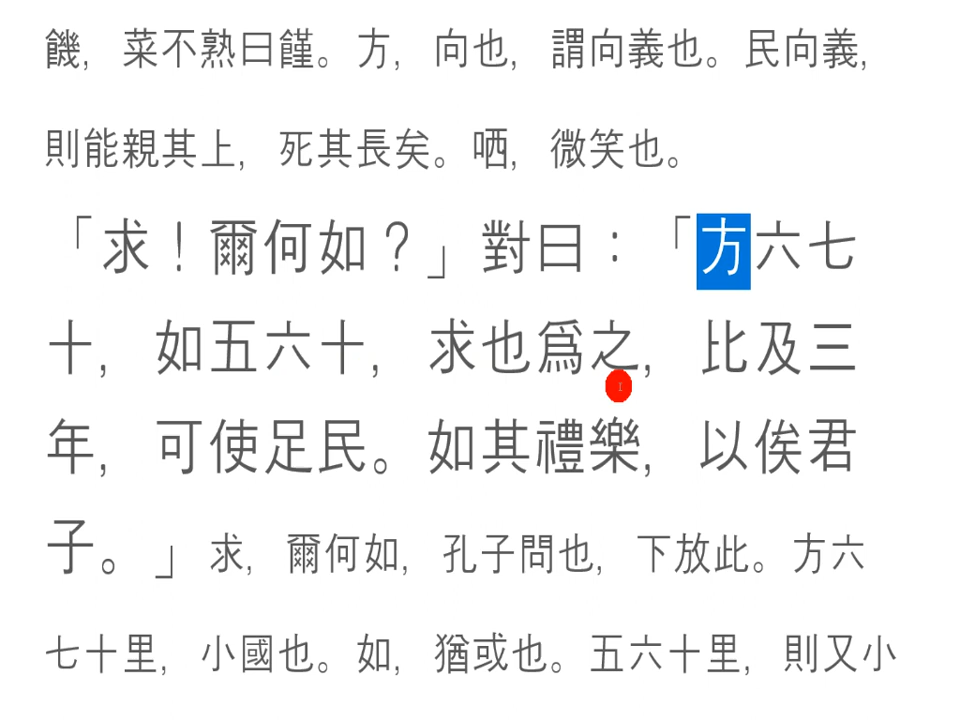 饑，菜不熟曰饉。方，向也，謂向義也。民向義，
則能親其上，死其長矣。哂，微笑也。
「求！爾何如？」對曰：「方六七
十，如五六十，求也爲之，比及三
年，可使足民。如其禮樂，以俟君
子。」求，爾何如，孔子問也，下放此。方六
七十里，小國也。如，猶或也。五六十里，則又小